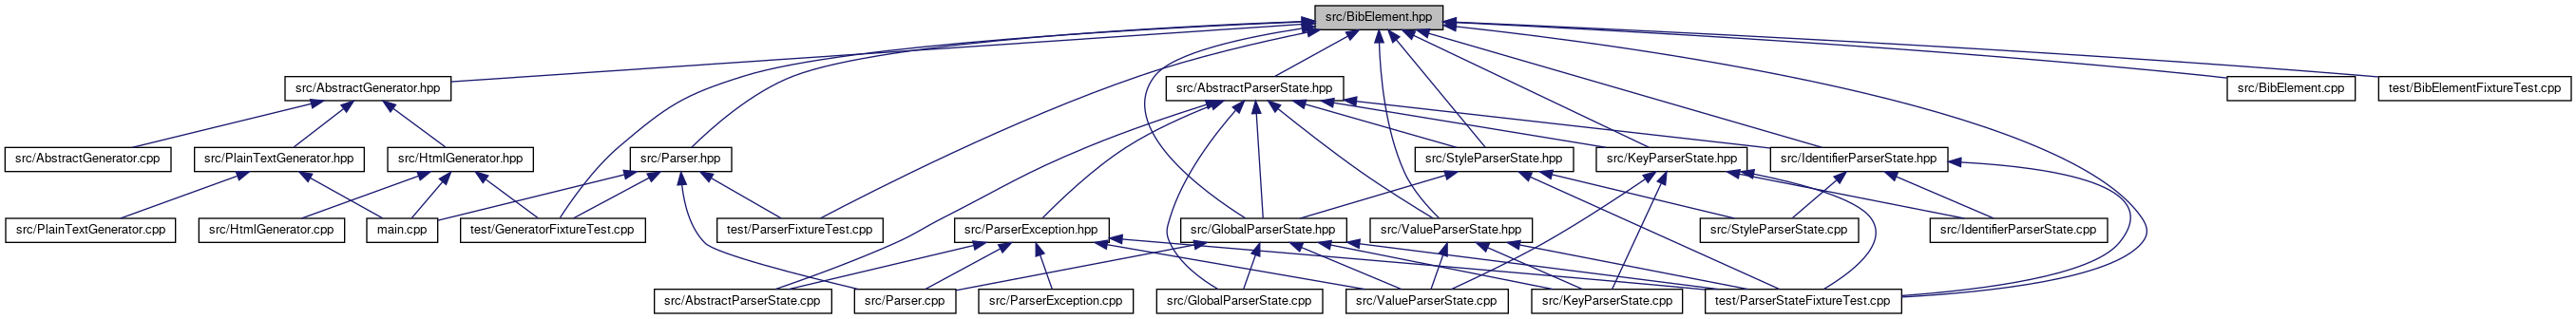 src/BibElement.hpp
src/AbstractGenerator.hpp
src/AbstractParserState.hpp
src/BibElement.cpp
test/BibElementFixtureTest.cpp
src/AbstractGenerator.cpp
src/PlainTextGenerator.hpp
src/HtmlGenerator.hpp
src/Parser.hpp
src/StyleParserState.hpp
src/KeyParserState.hpp
src/IdentifierParserState.hpp
src/PlainTextGenerator.cpp
src/HtmlGenerator.cpp
main.cpp
test/GeneratorFixtureTest.cpp
test/ParserFixtureTest.cpp
src/ParserException.hpp
src/GlobalParserState.hpp
src/ValueParserState.hpp
src/StyleParserState.cpp
src/IdentifierParserState.cpp
src/AbstractParserState.cpp
src/Parser.cpp
src/ParserException.cpp
src/GlobalParserState.cpp
src/ValueParserState.cpp
src/KeyParserState.cpp
test/ParserStateFixtureTest.cpp